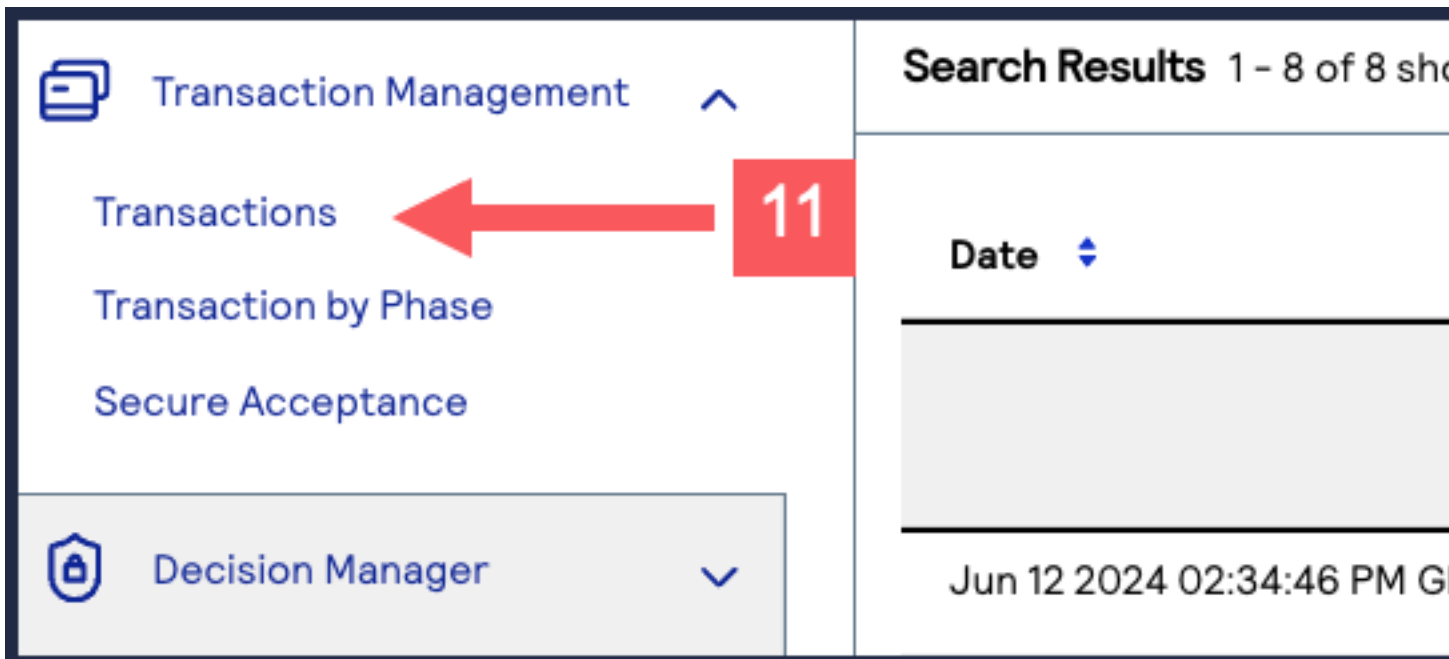 Transaction Management
Transactions
11
Transaction by Phase
Secure Acceptance
Decision Manager
Search Results 1 - 8 of 8
Date
Jun 12 2024 02:34:46 PM